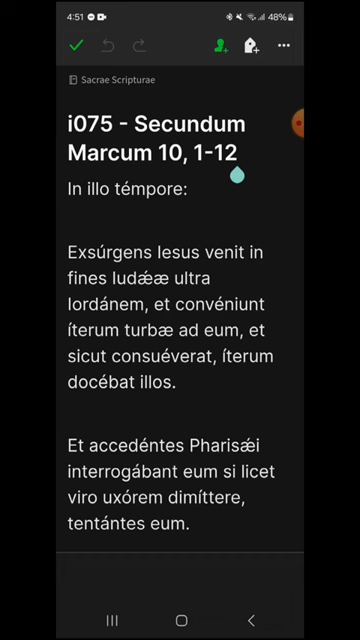 4:51
48%
Sacrae Scripturae
i075 - Secundum
Marcum 10, 1-12
In illo témpore:
Exsúrgens Iesus venit in
fines Iudǽæ ultra
Iordánem, et convéniunt
íterum turbæ ad eum, et
sicut consuéverat, íterum
docébat illos.
Et accedéntes Pharisǽi
interrogábant eum si licet
viro uxórem dimíttere,
tentántes eum.